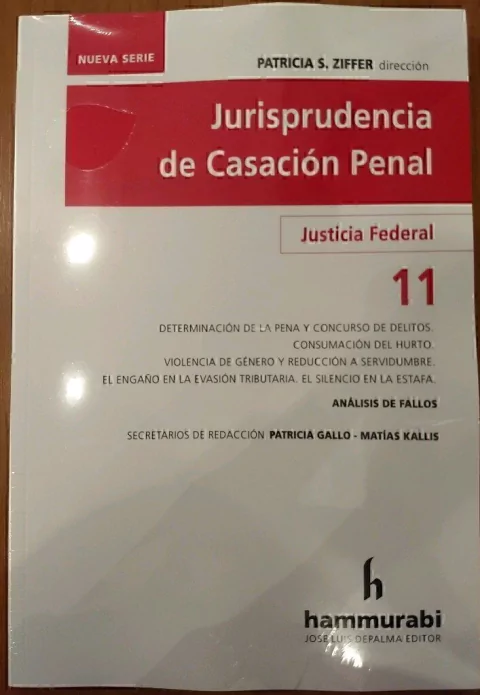 NUEVA SERIE
PATRICIA S. ZIFFER dirección
Jurisprudencia
de Casación Penal
Justicia Federal
11
DETERMINACIÓN DE LA PENA Y CONCURSO DE DELITOS.
CONSUMACIÓN DEL HURTO.
VIOLENCIA DE GÉNERO Y REDUCCIÓN A SERVIDUMBRE.
EL ENGAÑO EN LA EVASIÓN TRIBUTARIA. EL SILENCIO EN LA ESTAFA.
ANÁLISIS DE FALLOS
SECRETARIOS DE REDACCIÓN PATRICIA GALLO - MATÍAS KALLIS
h
hammurabi
JOSE LUIS DEPALMA EDITOR